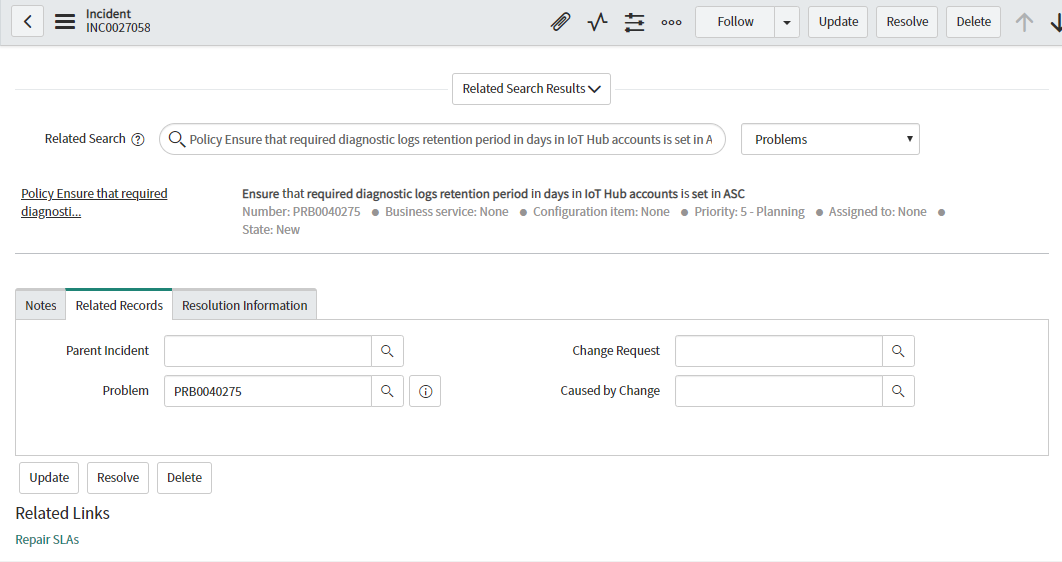 Incident
INC0027058
Follow
Update
Resolve
Delete
Related Search Results
Related Search
Policy Ensure that required diagnostic logs retention period in days in IoT Hub accounts is set in A
Problems
Policy Ensure that required
diagnosti...
Ensure that required diagnostic logs retention period in days in IoT Hub accounts is set in ASC
Number: PRB0040275 ● Business service: None ● Configuration item: None ● Priority: 5 - Planning ● Assigned to: None ●
State: New
Notes
Related Records
Resolution Information
Parent Incident
Change Request
Problem
PRB0040275
Caused by Change
Update
Resolve
Delete
Related Links
Repair SLAs